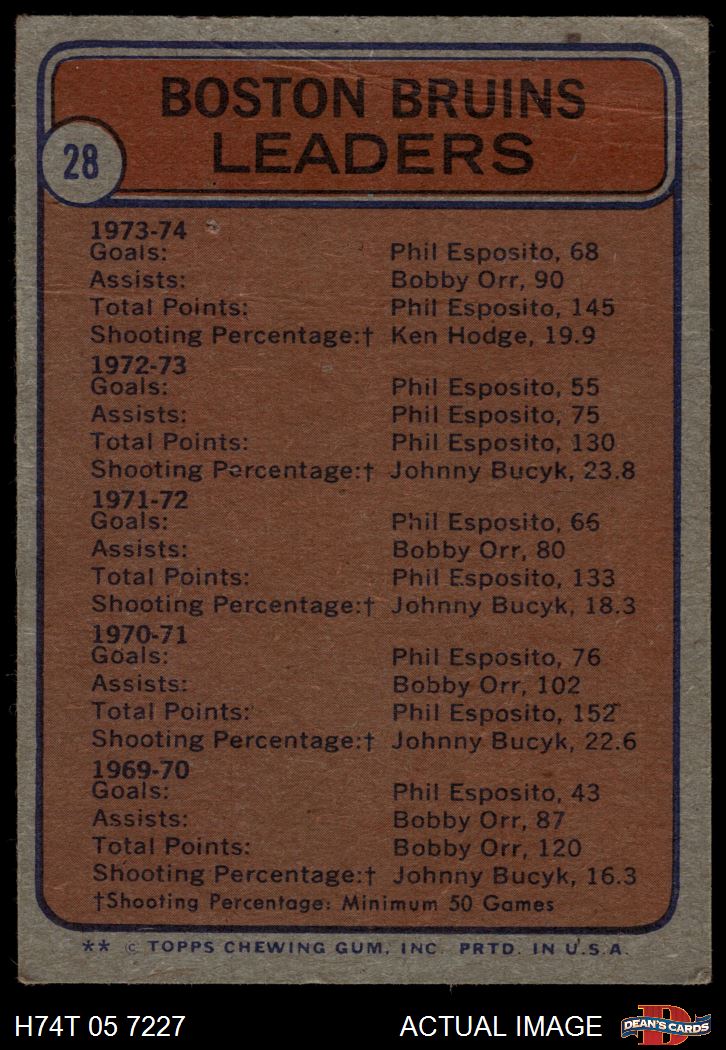 BOSTON BRUINS
LEADERS
28
1973-74
Goals: Phil Esposito, 68
Assists: Bobby Orr, 90
Total Points: Phil Esposito, 145
Shooting Percentage:† Ken Hodge, 19.9
1972-73
Goals: Phil Esposito, 55
Assists: Phil Esposito, 75
Total Points: Phil Esposito, 130
Shooting Percentage:† Johnny Bucyk, 23.8
1971-72
Goals: Phil Esposito, 66
Assists: Bobby Orr, 80
Total Points: Phil Esposito, 133
Shooting Percentage:† Johnny Bucyk, 18.3
1970-71
Goals: Phil Esposito, 76
Assists: Bobby Orr, 102
Total Points: Phil Esposito, 152
Shooting Percentage:† Johnny Bucyk, 22.6
1969-70
Goals: Phil Esposito, 43
Assists: Bobby Orr, 87
Total Points: Bobby Orr, 120
Shooting Percentage:† Johnny Bucyk, 16.3
†Shooting Percentage: Minimum 50 Games
** © TOPPS CHEWING GUM, INC. PRTD. IN U.S.A.
H74T 05 7227 ACTUAL IMAGE
D
DEAN'S CARDS